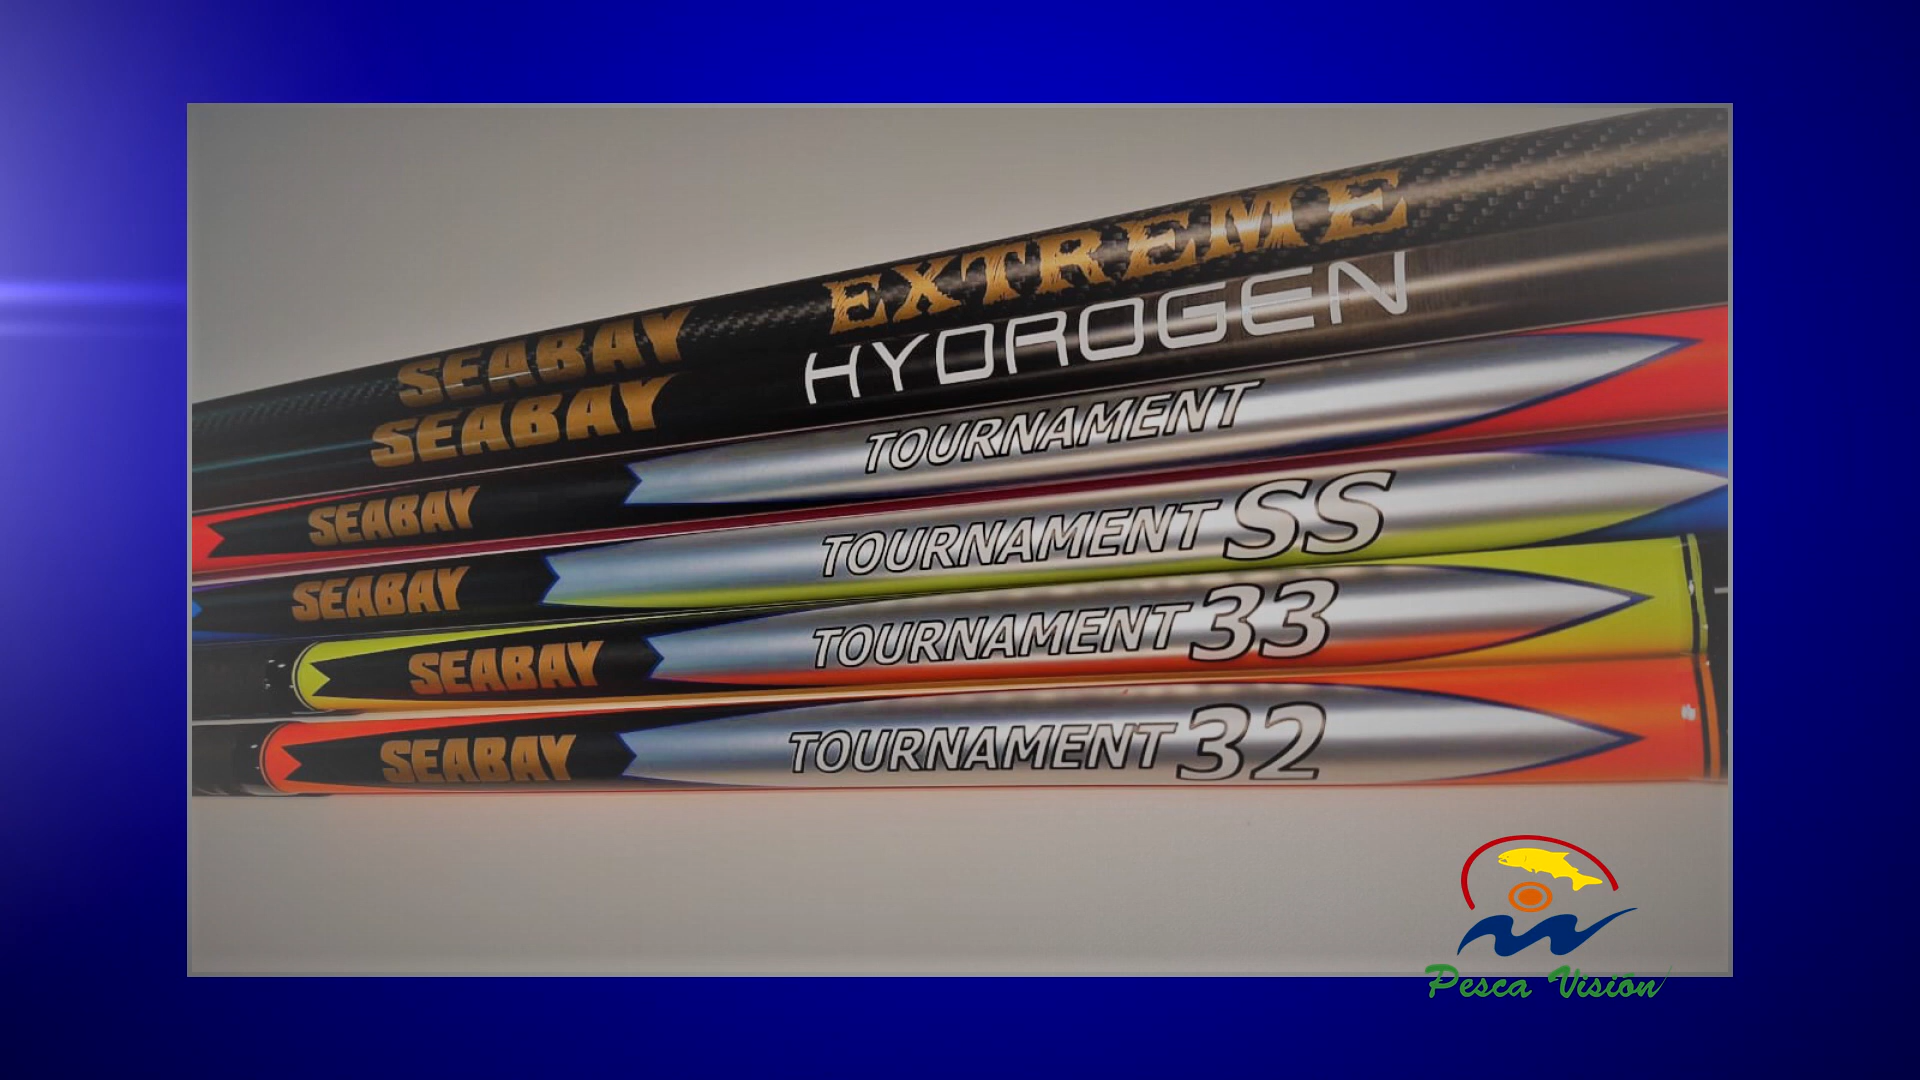 SEABAY EXTREME
SEABAY HYDROGEN
SEABAY TOURNAMENT
SEABAY TOURNAMENT SS
SEABAY TOURNAMENT 33
SEABAY TOURNAMENT 32
Pesca Visión